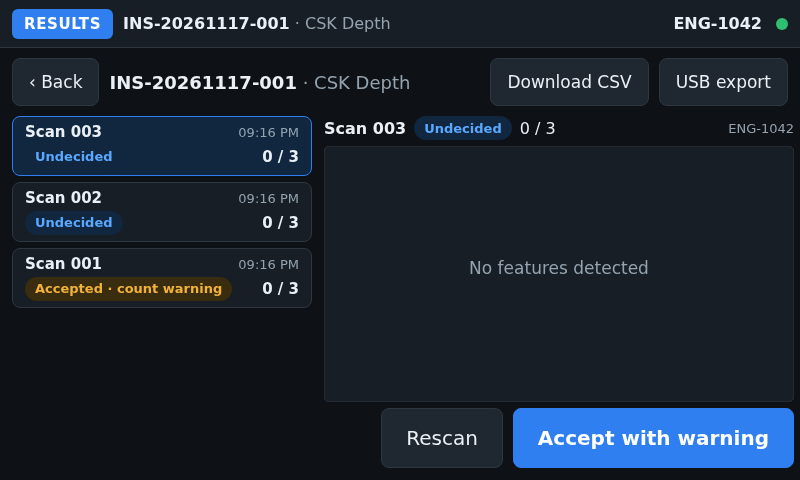 RESULTS INS-20261117-001 · CSK Depth ENG-1042
‹ Back INS-20261117-001 · CSK Depth Download CSV USB export
Scan 003 09:16 PM
Undecided 0 / 3
Scan 002 09:16 PM
Undecided 0 / 3
Scan 001 09:16 PM
Accepted · count warning 0 / 3
Scan 003 Undecided 0 / 3 ENG-1042
No features detected
Rescan Accept with warning